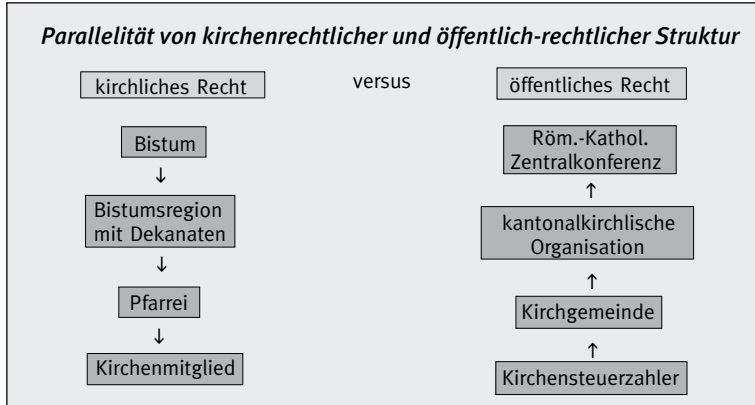 Parallelität von kirchenrechtlicher und öffentlich-rechtlicher Struktur
kirchliches Recht
versus
öffentliches Recht
Bistum
↓
Bistumsregion
mit Dekanaten
↓
Pfarrei
↓
Kirchenmitglied
Röm.-Kathol.
Zentralkonferenz
↑
kantonalkirchlische
Organisation
↑
Kirchgemeinde
↑
Kirchensteuerzahler